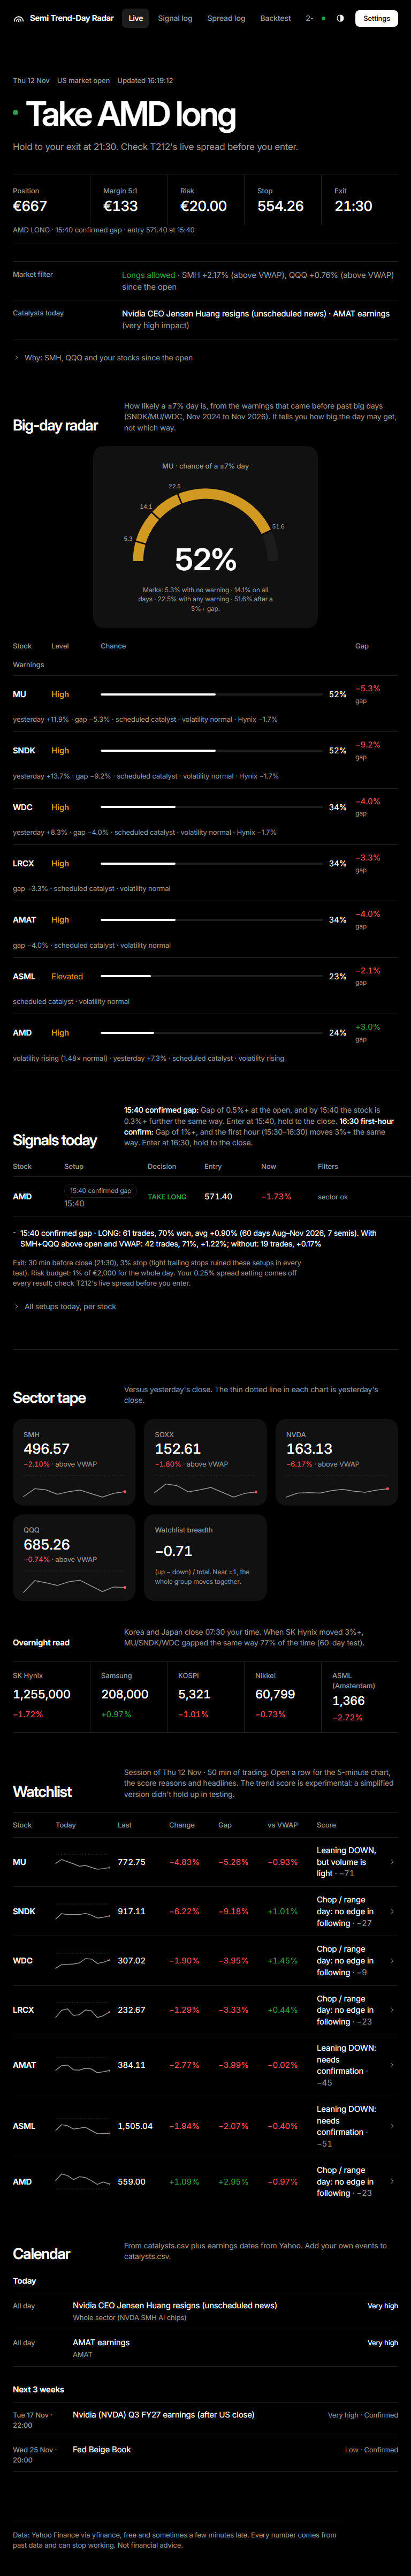 Semi Trend-Day Radar
Live
Signal log
Spread log
Backtest
2-
Settings
Thu 12 Nov US market open Updated 16:19:12
Take AMD long
Hold to your exit at 21:30. Check T212's live spread before you enter.
Position
€667
Margin 5:1
€133
Risk
€20.00
Stop
554.26
Exit
21:30
AMD LONG · 15:40 confirmed gap · entry 571.40 at 15:40
Market filter
Longs allowed · SMH +2.17% (above VWAP), QQQ +0.76% (above VWAP)
since the open
Catalysts today
Nvidia CEO Jensen Huang resigns (unscheduled news) · AMAT earnings
(very high impact)
Why: SMH, QQQ and your stocks since the open
Big-day radar
How likely a ±7% day is, from the warnings that came before past big days
(SNDK/MU/WDC, Nov 2024 to Nov 2026). It tells you how big the day may get,
not which way.
MU · chance of a ±7% day
5.3
14.1
22.5
51.6
52%
Marks: 5.3% with no warning · 14.1% on all
days · 22.5% with any warning · 51.6% after a
5%+ gap.
Stock Level Chance Gap
Warnings
MU High 52% −5.3%
gap
yesterday +11.9% · gap −5.3% · scheduled catalyst · volatility normal · Hynix −1.7%
SNDK High 52% −9.2%
gap
yesterday +13.7% · gap −9.2% · scheduled catalyst · volatility normal · Hynix −1.7%
WDC High 34% −4.0%
gap
yesterday +8.3% · gap −4.0% · scheduled catalyst · volatility normal · Hynix −1.7%
LRCX High 34% −3.3%
gap
gap −3.3% · scheduled catalyst · volatility normal
AMAT High 34% −4.0%
gap
gap −4.0% · scheduled catalyst · volatility normal
ASML Elevated 23% −2.1%
gap
scheduled catalyst · volatility normal
AMD High 24% +3.0%
gap
volatility rising (1.48× normal) · yesterday +7.3% · scheduled catalyst · volatility rising
Signals today
15:40 confirmed gap: Gap of 0.5%+ at the open, and by 15:40 the stock is
0.3%+ further the same way. Enter at 15:40, hold to the close. 16:30 first-hour
confirm: Gap of 1%+, and the first hour (15:30–16:30) moves 3%+ the same
way. Enter at 16:30, hold to the close.
Stock Setup Decision Entry Now Filters
AMD 15:40 confirmed gap TAKE LONG 571.40 −1.73% sector ok
15:40
15:40 confirmed gap · LONG: 61 trades, 70% won, avg +0.90% (60 days Aug–Nov 2026, 7 semis). With
SMH+QQQ above open and VWAP: 42 trades, 71%, +1.22%; without: 19 trades, +0.17%
Exit: 30 min before close (21:30), 3% stop (tight trailing stops ruined these setups in every
test). Risk budget: 1% of €2,000 for the whole day. Your 0.25% spread setting comes off
every result; check T212's live spread before you enter.
All setups today, per stock
Sector tape
Versus yesterday's close. The thin dotted line in each chart is yesterday's
close.
SMH
496.57
−2.10% · above VWAP
SOXX
152.61
−1.80% · above VWAP
NVDA
163.13
−6.17% · above VWAP
QQQ
685.26
−0.74% · above VWAP
Watchlist breadth
−0.71
(up − down) / total. Near ±1, the
whole group moves together.
Overnight read
Korea and Japan close 07:30 your time. When SK Hynix moved 3%+,
MU/SNDK/WDC gapped the same way 77% of the time (60-day test).
SK Hynix
1,255,000
−1.72%
Samsung
208,000
+0.97%
KOSPI
5,321
−1.01%
Nikkei
60,799
−0.73%
ASML
(Amsterdam)
1,366
−2.72%
Watchlist
Session of Thu 12 Nov · 50 min of trading. Open a row for the 5-minute chart,
the score reasons and headlines. The trend score is experimental: a simplified
version didn't hold up in testing.
Stock Today Last Change Gap vs VWAP Score
MU 772.75 −4.83% −5.26% −0.93% Leaning DOWN,
but volume is
light · −71
SNDK 917.11 −6.22% −9.18% +1.01% Chop / range
day: no edge in
following · −27
WDC 307.02 −1.90% −3.95% +1.45% Chop / range
day: no edge in
following · −9
LRCX 232.67 −1.29% −3.33% +0.44% Chop / range
day: no edge in
following · −23
AMAT 384.11 −2.77% −3.99% −0.02% Leaning DOWN:
needs
confirmation ·
−45
ASML 1,505.04 −1.94% −2.07% −0.40% Leaning DOWN:
needs
confirmation ·
−51
AMD 559.00 +1.09% +2.95% −0.97% Chop / range
day: no edge in
following · −23
Calendar
From catalysts.csv plus earnings dates from Yahoo. Add your own events to
catalysts.csv.
Today
All day Nvidia CEO Jensen Huang resigns (unscheduled news) Very high
Whole sector (NVDA SMH AI chips)
All day AMAT earnings Very high
AMAT
Next 3 weeks
Tue 17 Nov · Nvidia (NVDA) Q3 FY27 earnings (after US close) Very high · Confirmed
22:00
Wed 25 Nov · Fed Beige Book Low · Confirmed
20:00
Data: Yahoo Finance via yfinance, free and sometimes a few minutes late. Every number comes from
past data and can stop working. Not financial advice.